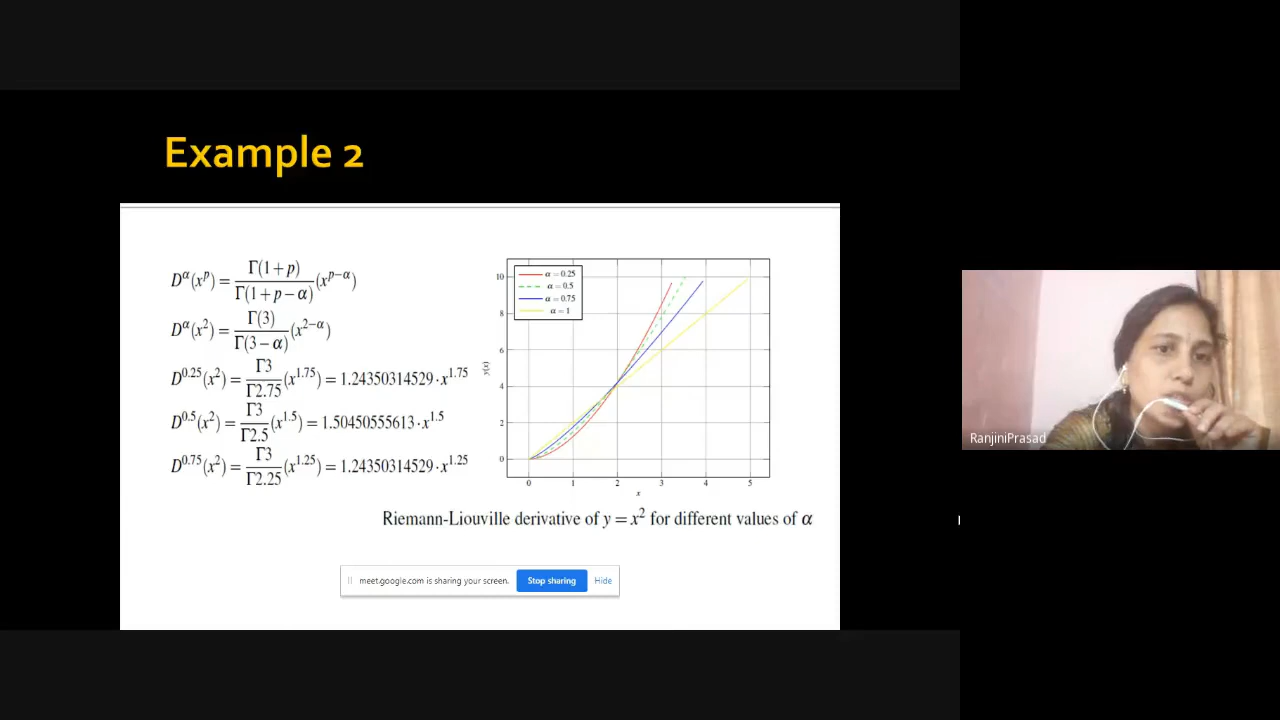 Example 2
D^α(x^p) = Γ(1+p)/Γ(1+p−α) (x^{p−α})
D^α(x^2) = Γ(3)/Γ(3−α) (x^{2−α})
D^{0.25}(x^2) = Γ3/Γ2.75 (x^{1.75}) = 1.24350314529·x^{1.75}
D^{0.5}(x^2) = Γ3/Γ2.5 (x^{1.5}) = 1.50450555613·x^{1.5}
D^{0.75}(x^2) = Γ3/Γ2.25 (x^{1.25}) = 1.24350314529·x^{1.25}
α = 0.25
α = 0.5
α = 0.75
α = 1
10
8
6
4
2
0
y(x)
0 1 2 3 4 5
x
Riemann-Liouville derivative of y = x^2 for different values of α
meet.google.com is sharing your screen. Stop sharing Hide
RanjiniPrasad